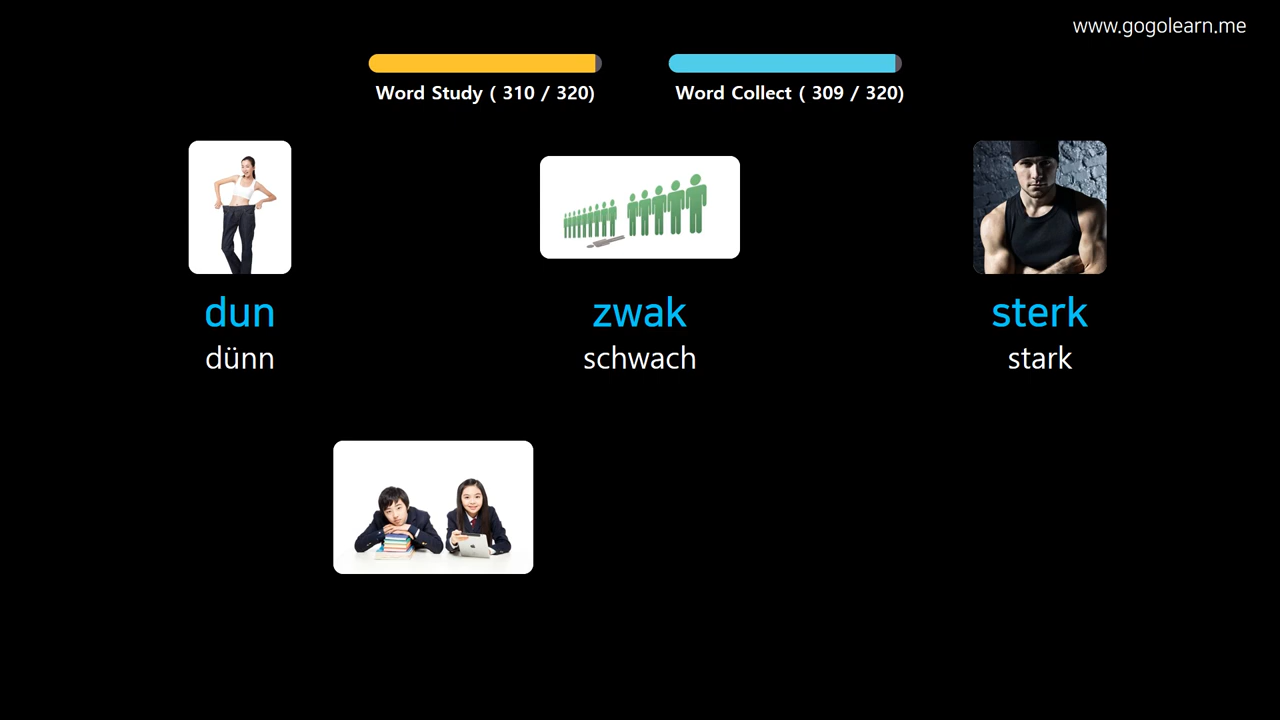 www.gogolearn.me
Word Study ( 310 / 320)
Word Collect ( 309 / 320)
dun
dünn
zwak
schwach
sterk
stark